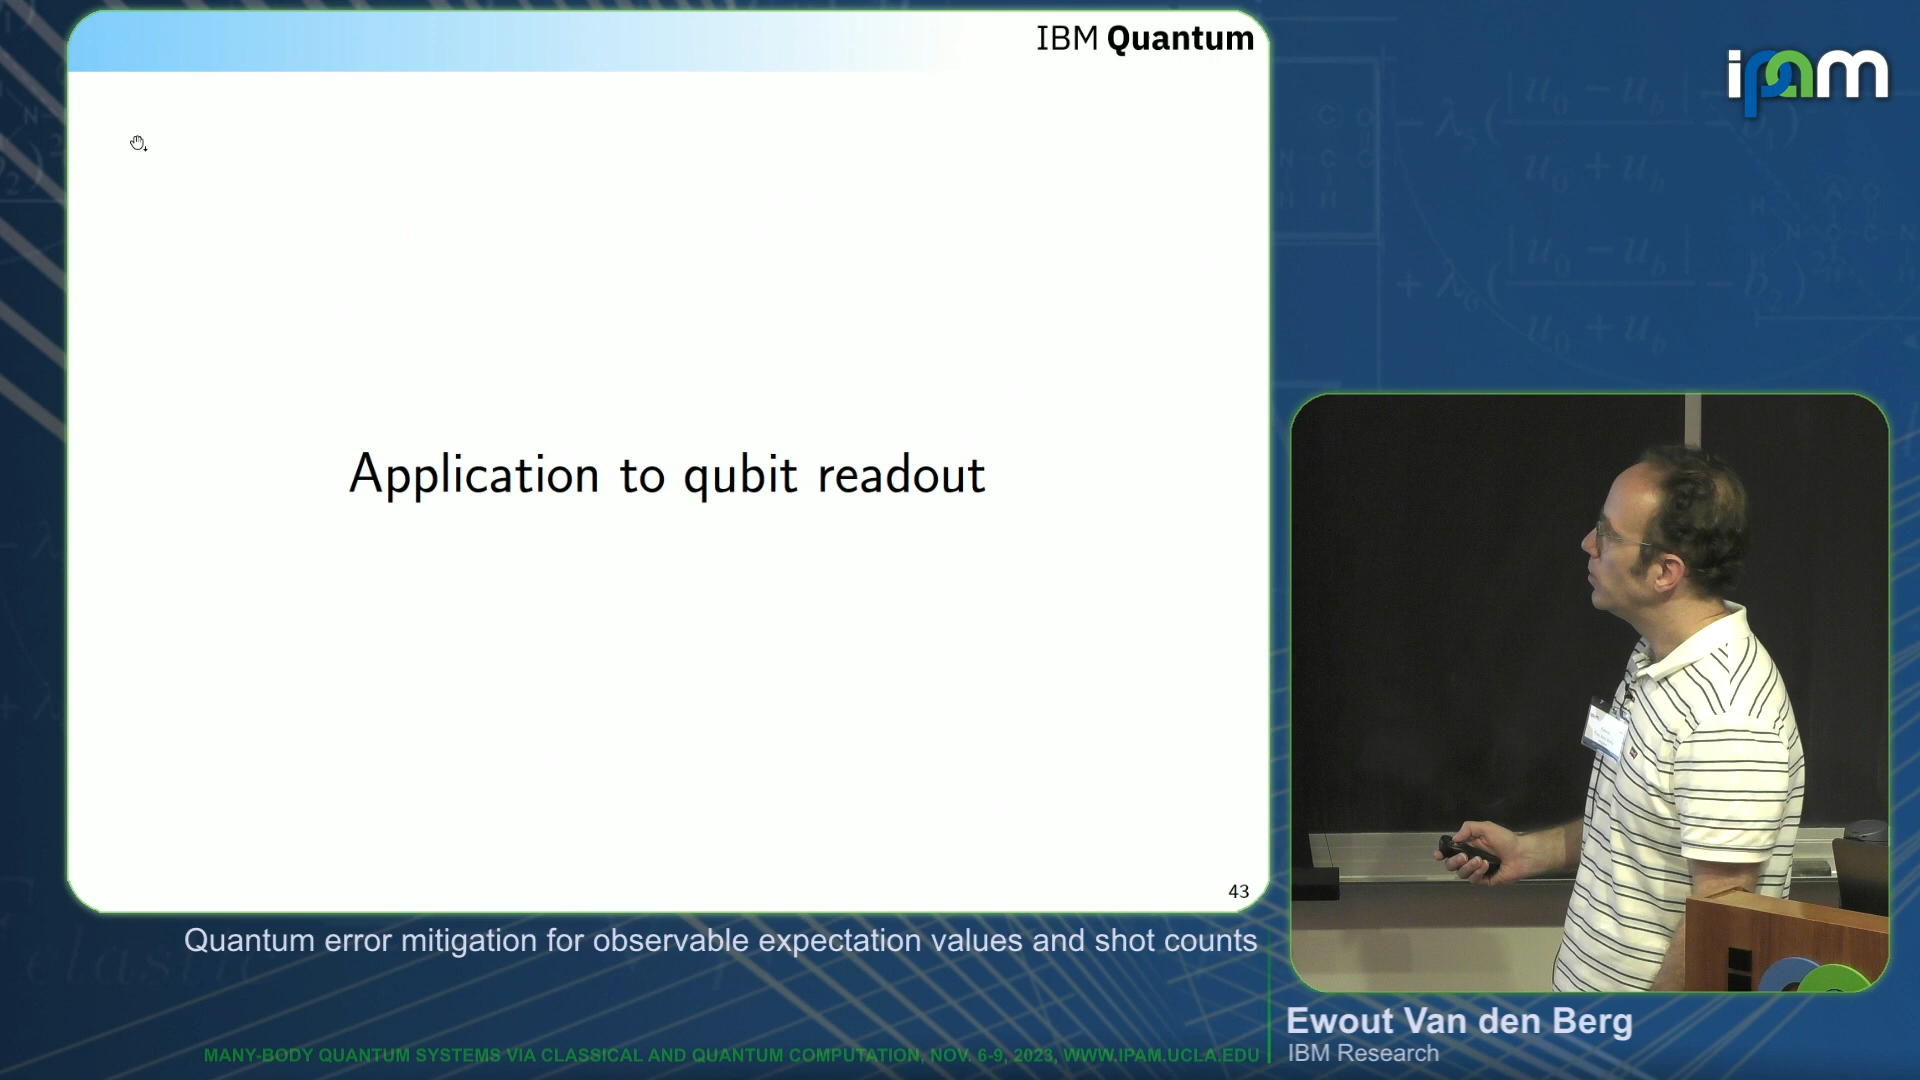 IBM Quantum
ipam
Application to qubit readout
43
Quantum error mitigation for observable expectation values and shot counts
Ewout Van den Berg
IBM Research
MANY-BODY QUANTUM SYSTEMS VIA CLASSICAL AND QUANTUM COMPUTATION, NOV. 6-9, 2023, WWW.IPAM.UCLA.EDU